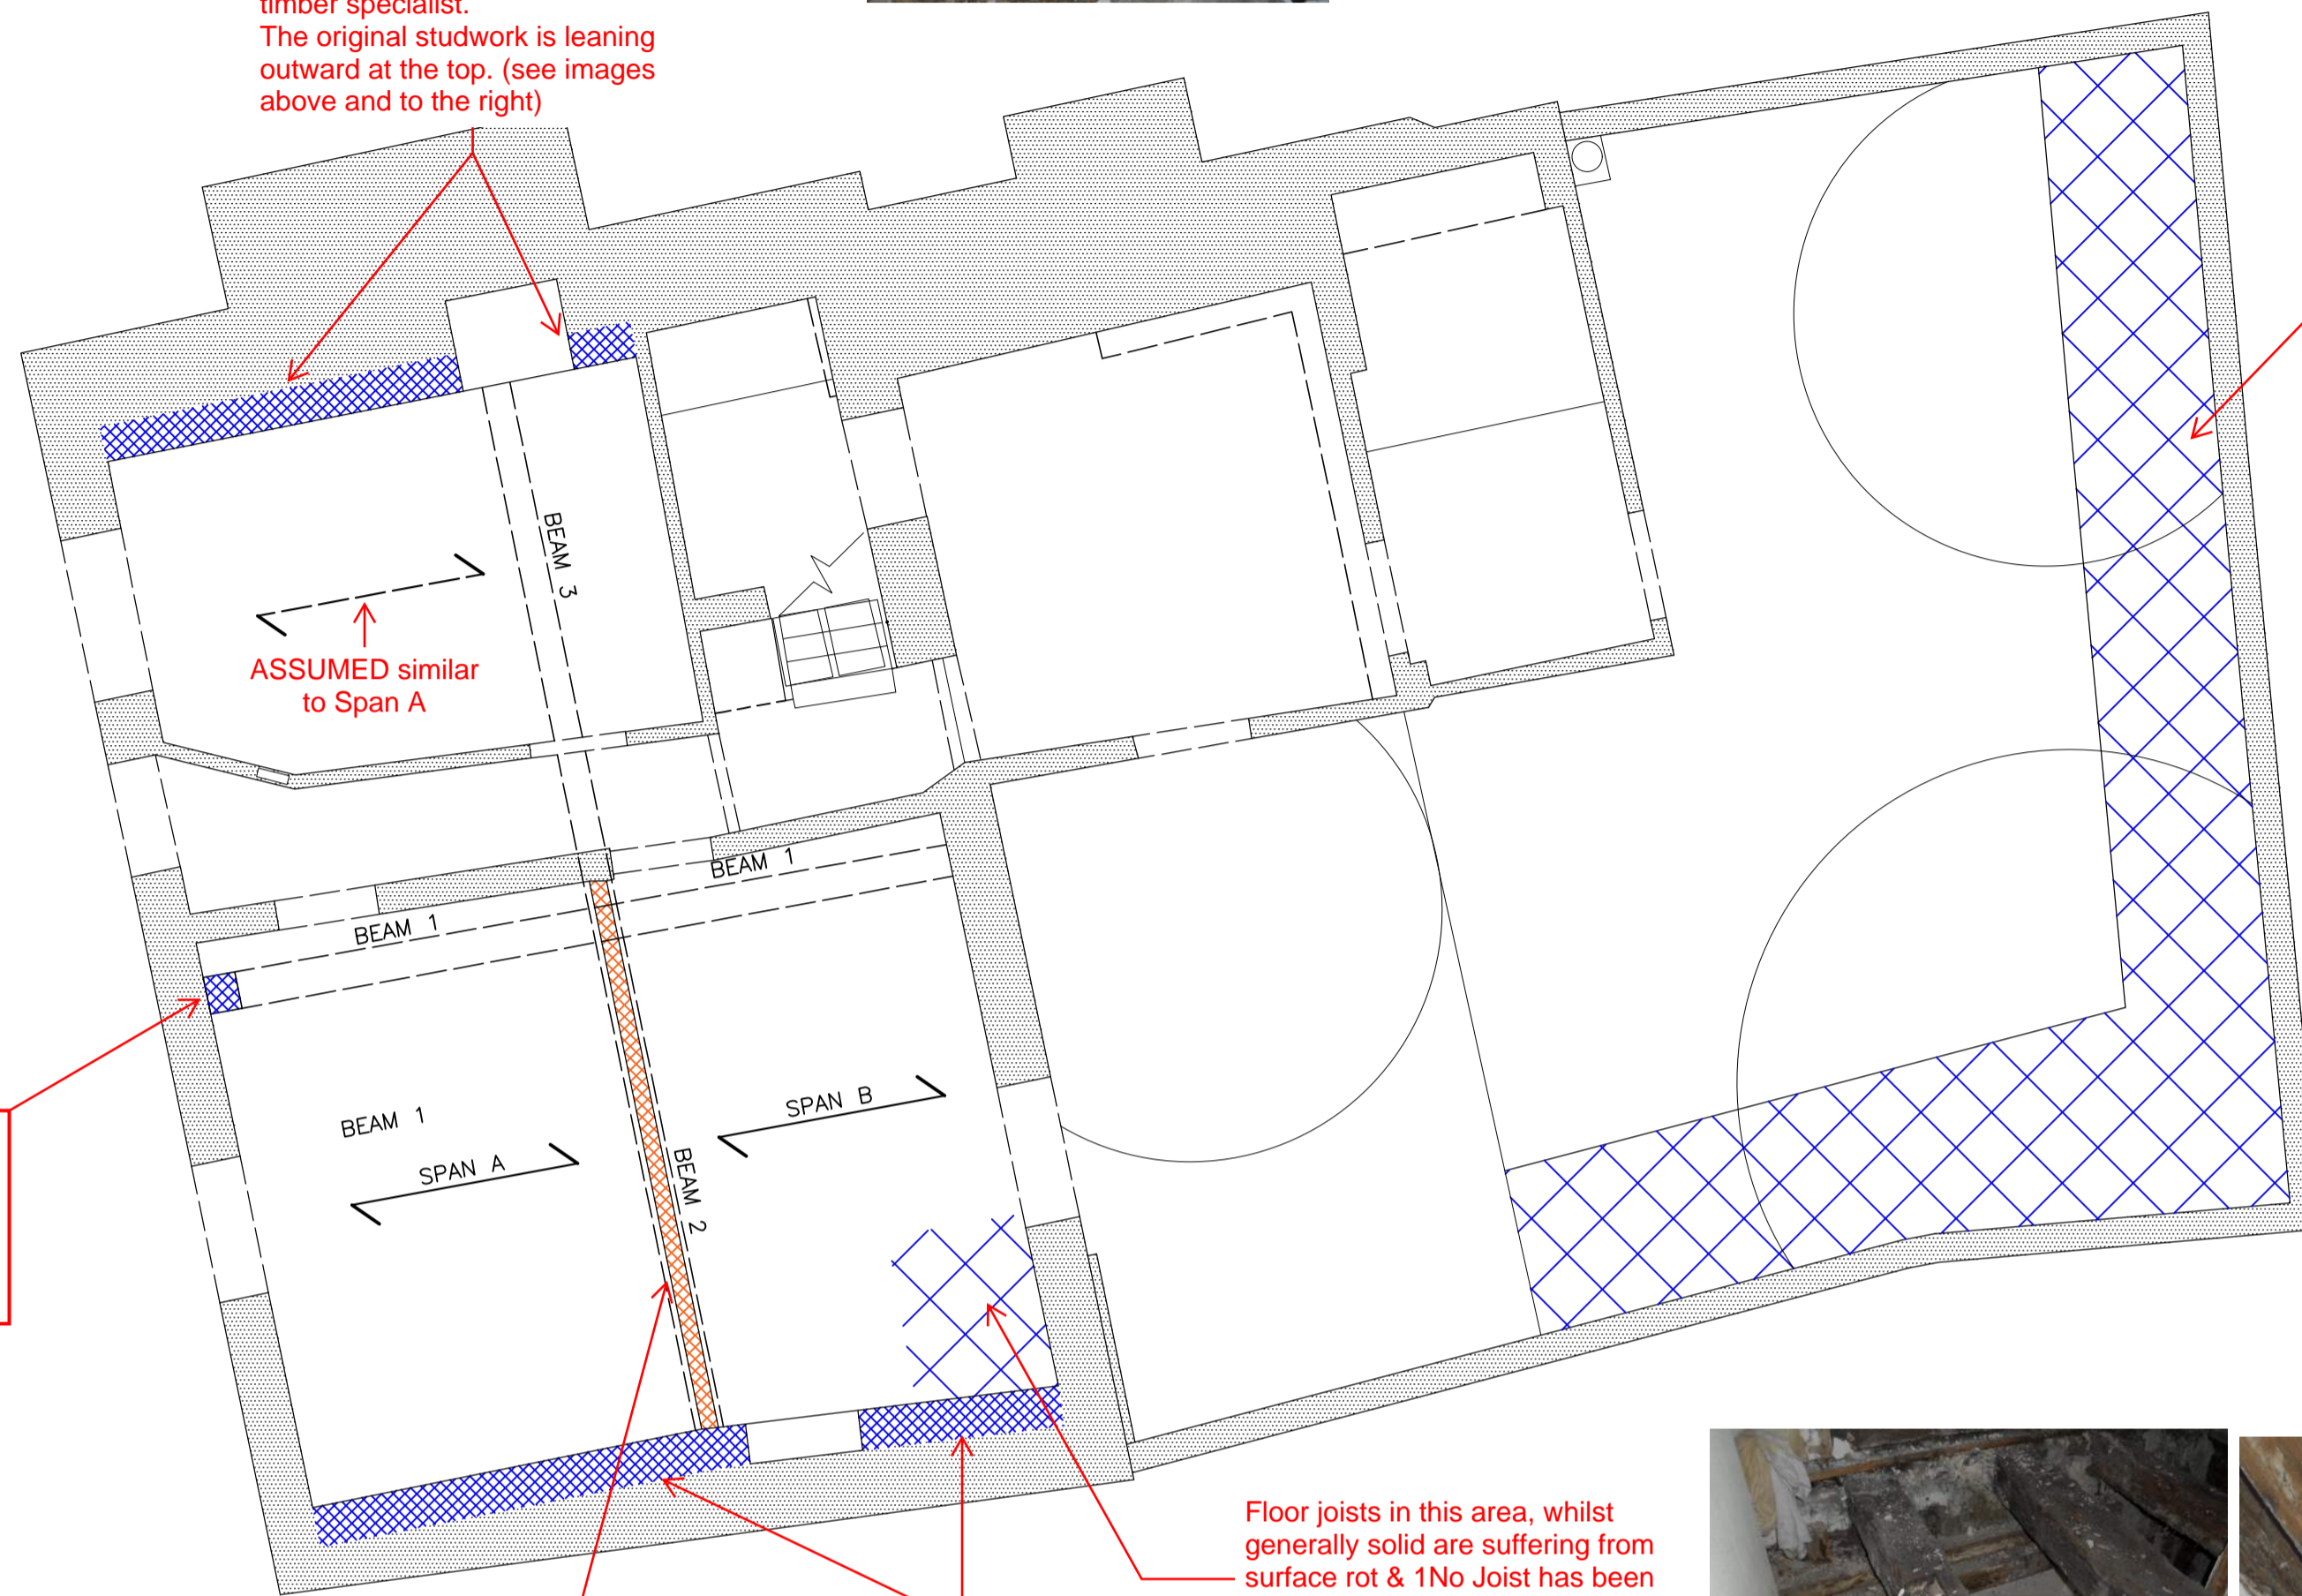 timber specialist.
The original studwork is leaning
outward at the top. (see images
above and to the right)
BEAM 3
ASSUMED similar
to Span A
BEAM 1
BEAM 1
BEAM 1
SPAN A
SPAN B
BEAM 2
Floor joists in this area, whilst
generally solid are suffering from
surface rot & 1No Joist has been